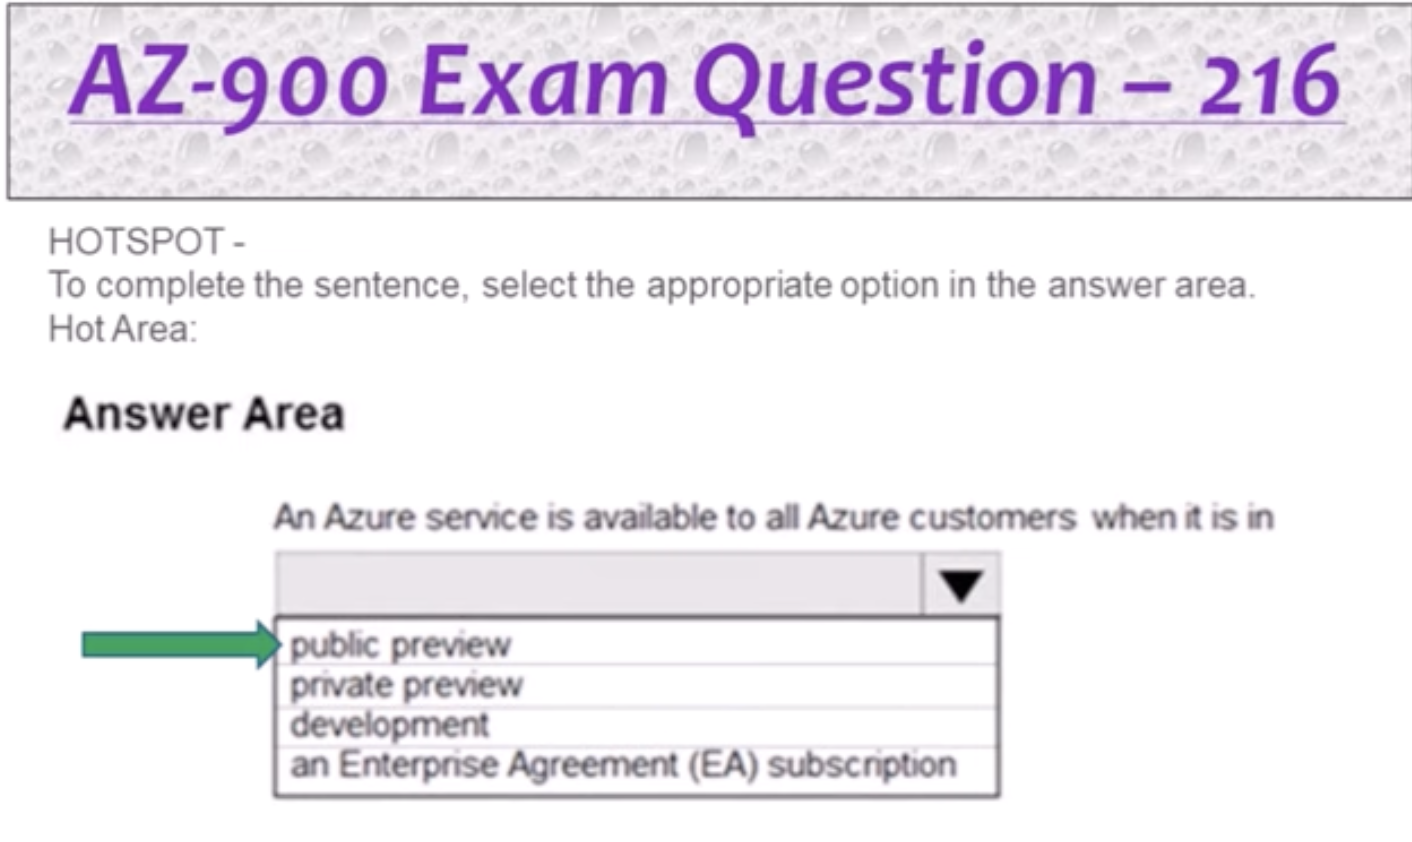 AZ-900 Exam Question – 216
HOTSPOT -
To complete the sentence, select the appropriate option in the answer area.
Hot Area:
Answer Area
An Azure service is available to all Azure customers when it is in
public preview
private preview
development
an Enterprise Agreement (EA) subscription